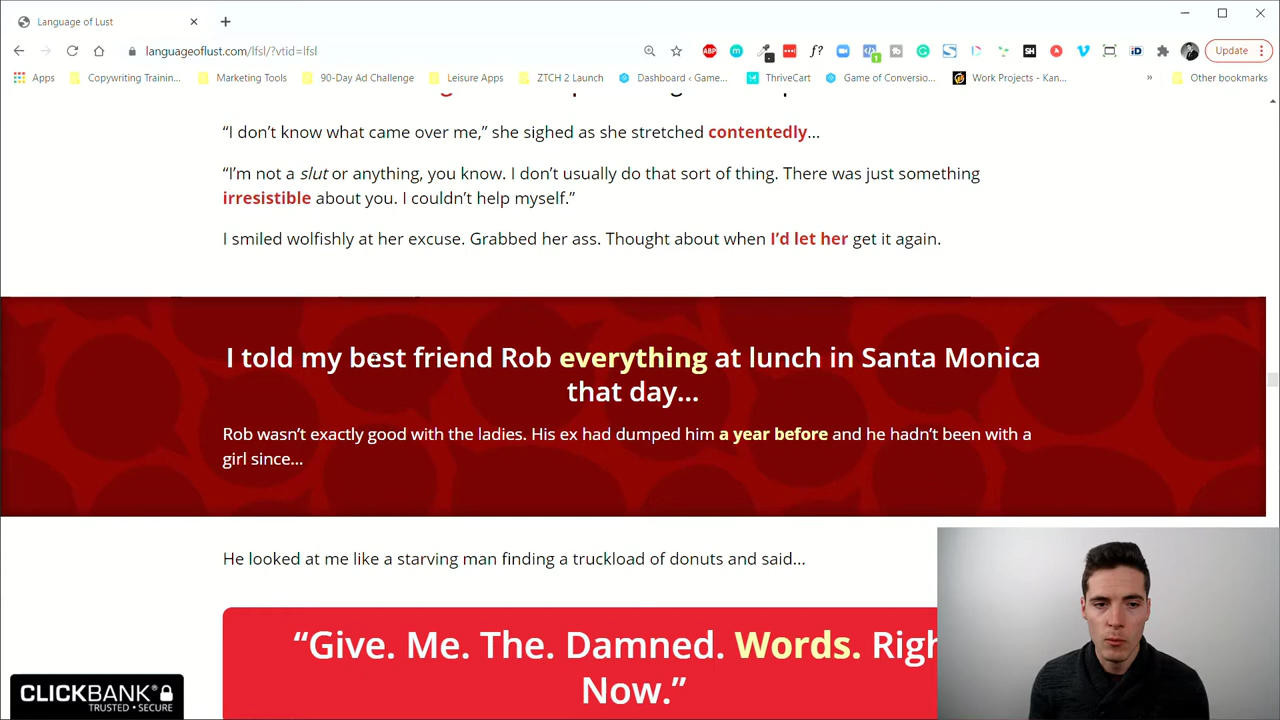 Language of Lust
languageoflust.com/lfsl/?vtid=lfsl
Update
Apps
Copywriting Trainin...
Marketing Tools
90-Day Ad Challenge
Leisure Apps
ZTCH 2 Launch
Dashboard ‹ Game...
ThriveCart
Game of Conversio...
Work Projects - Kan...
»
Other bookmarks
“I don’t know what came over me,” she sighed as she stretched contentedly...
“I’m not a slut or anything, you know. I don’t usually do that sort of thing. There was just something
irresistible about you. I couldn’t help myself.”
I smiled wolfishly at her excuse. Grabbed her ass. Thought about when I’d let her get it again.
I told my best friend Rob everything at lunch in Santa Monica
that day...
Rob wasn’t exactly good with the ladies. His ex had dumped him a year before and he hadn’t been with a
girl since...
He looked at me like a starving man finding a truckload of donuts and said...
“Give. Me. The. Damned. Words. Righ
Now.”
CLICKBANK®
TRUSTED • SECURE